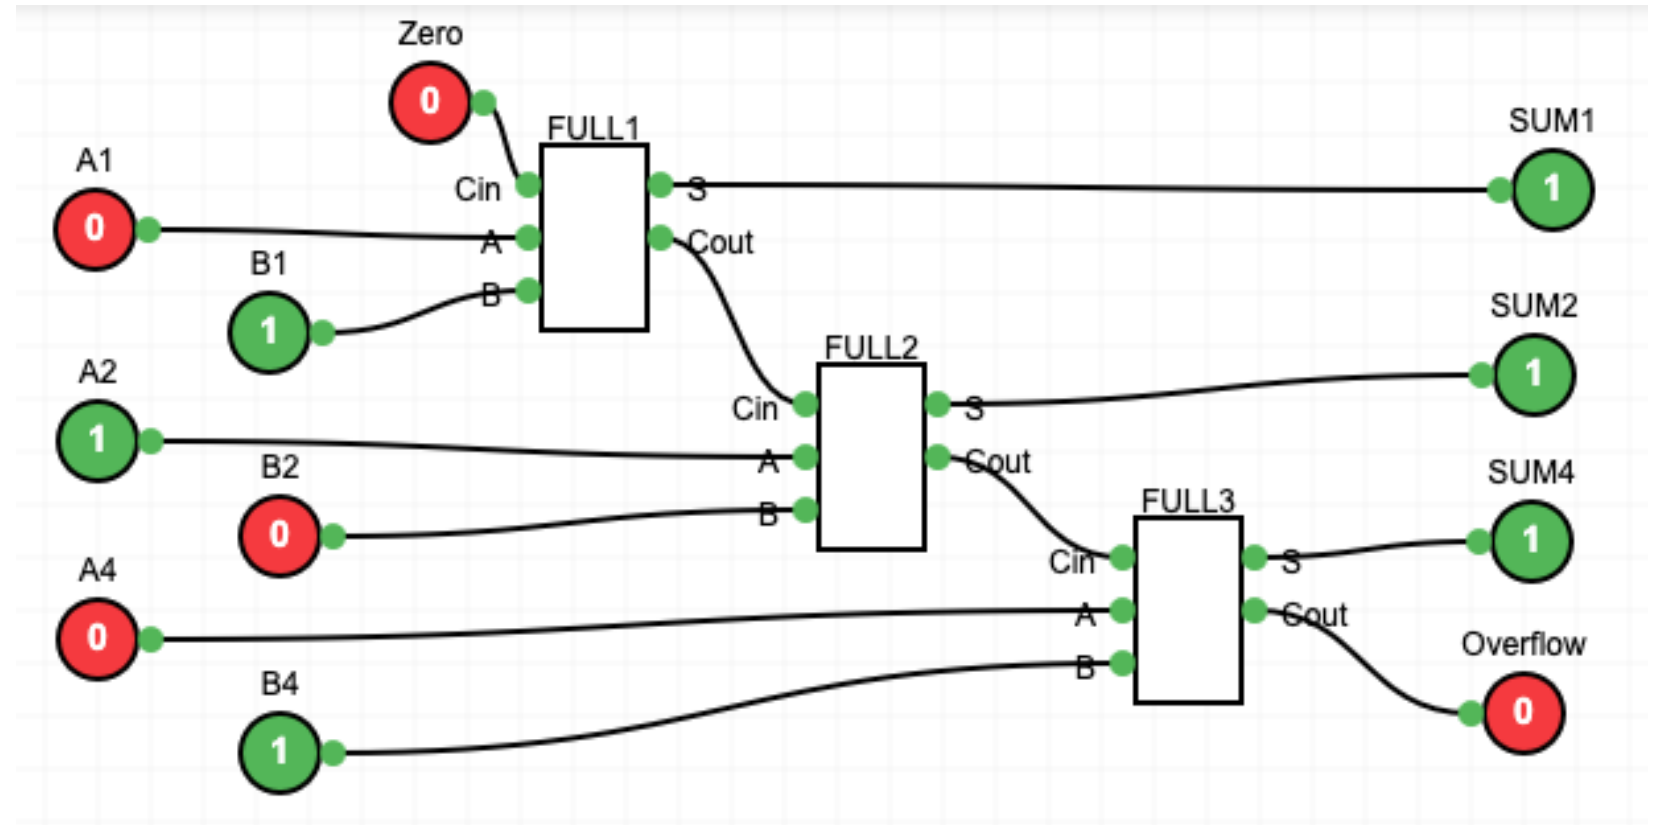 Zero
0
FULL1
SUM1
1
A1
0
Cin
S
A
Cout
B1
B
1
SUM2
1
FULL2
A2
1
Cin
S
A
Cout
B2
B
0
SUM4
1
FULL3
A4
0
Cin
S
A
Cout
B
Overflow
0
B4
1